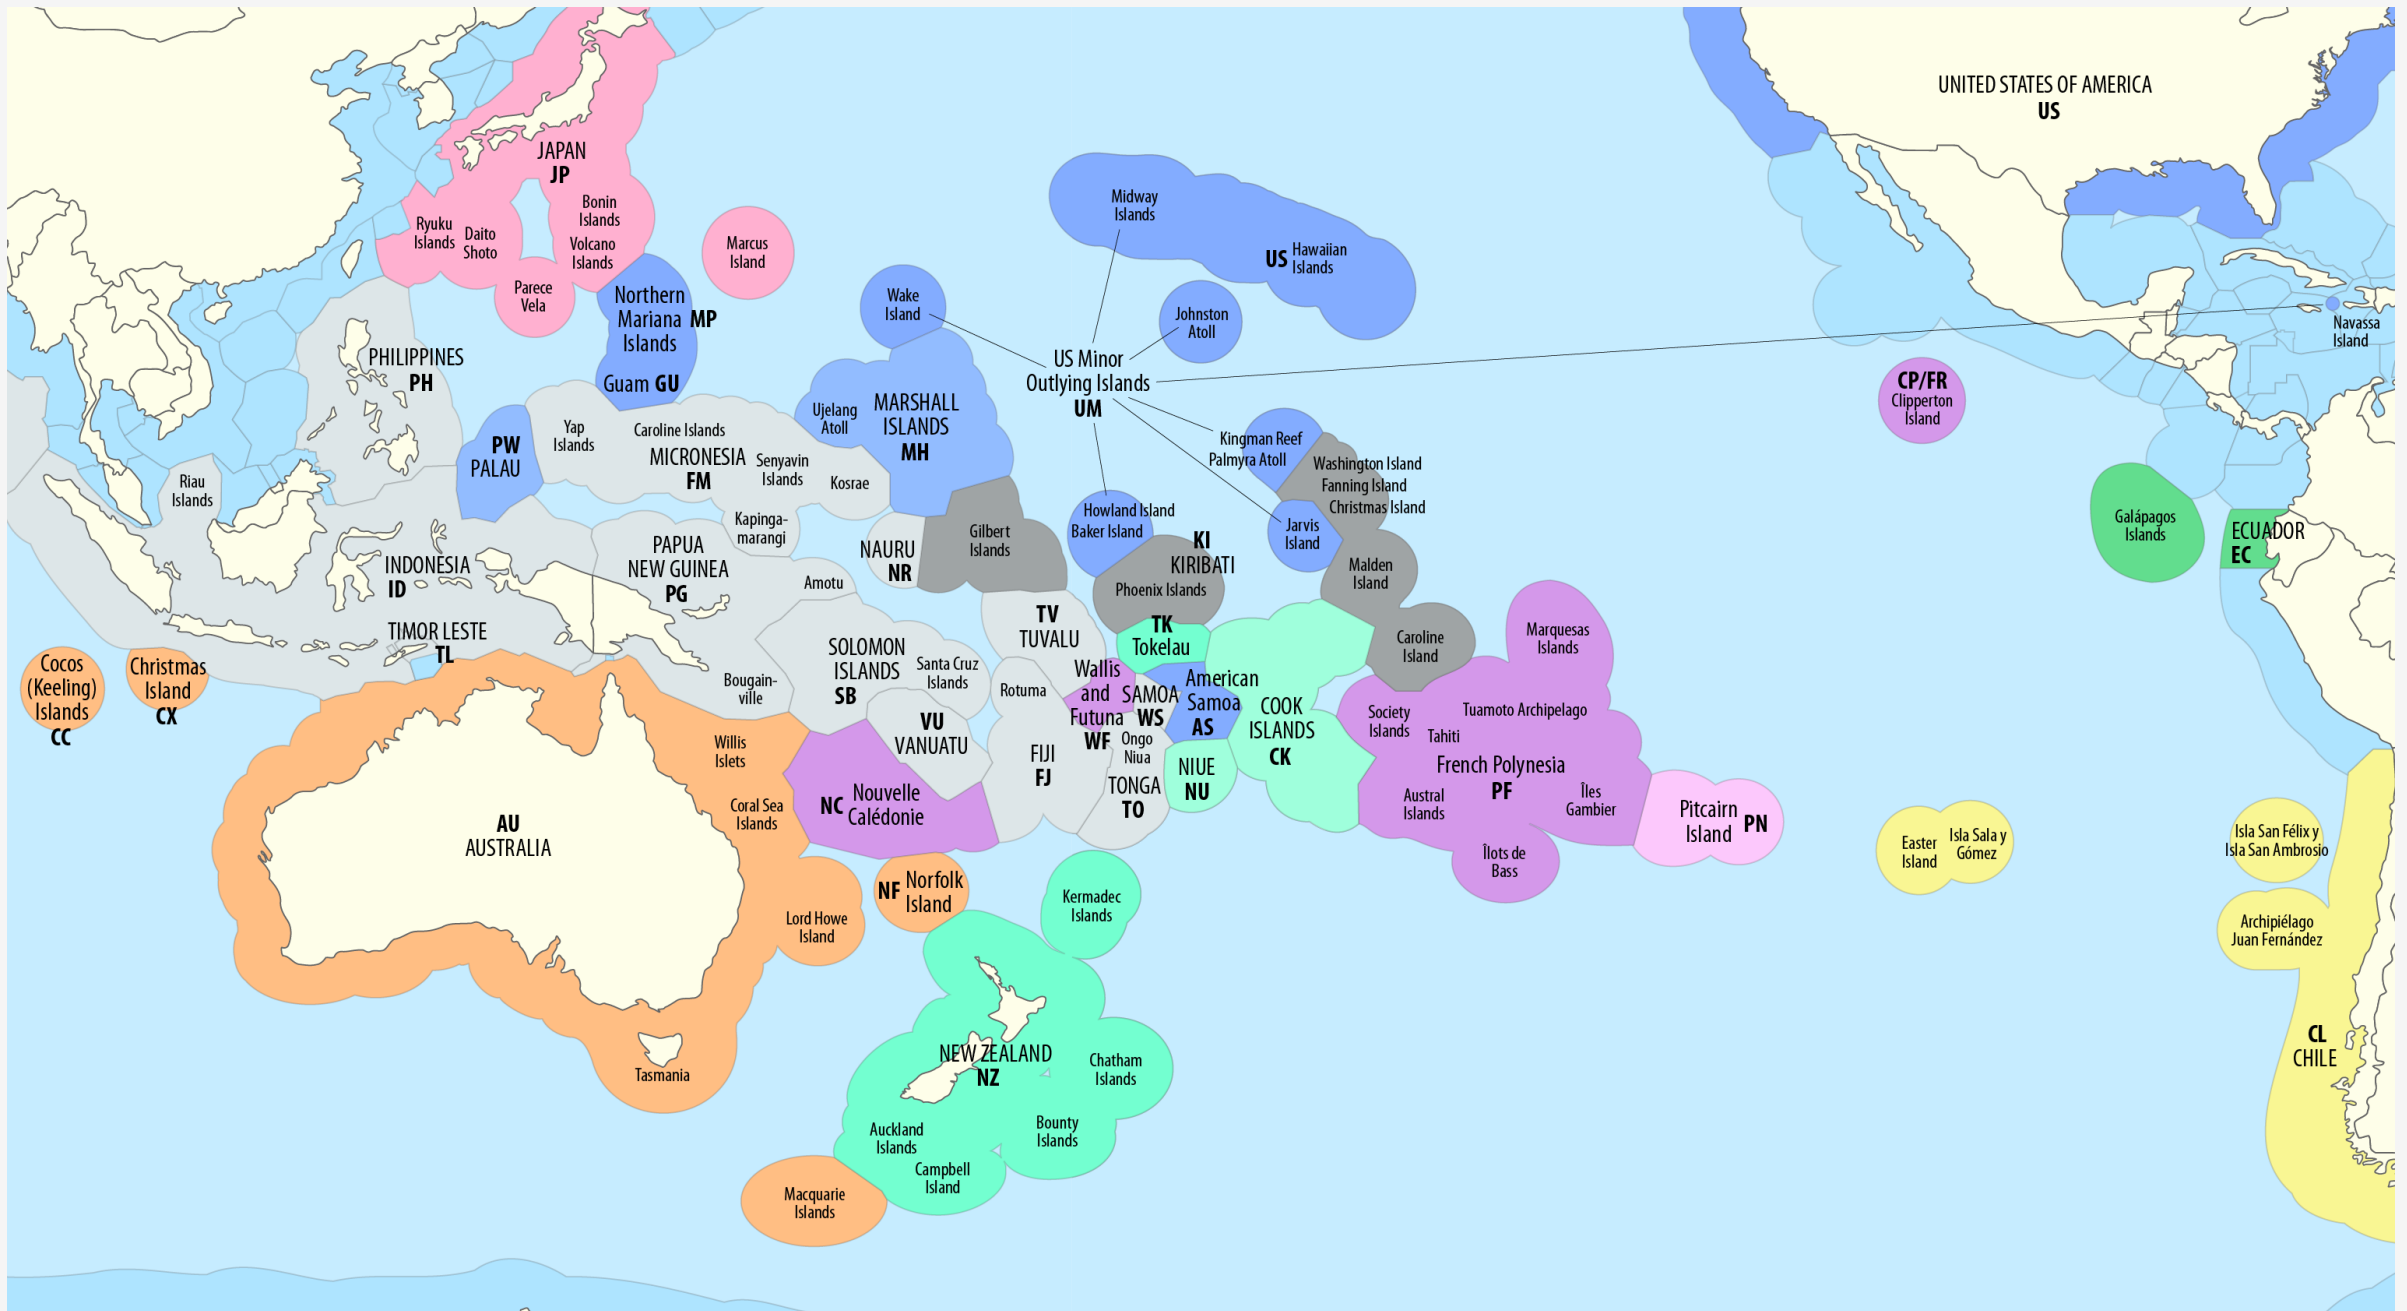 UNITED STATES OF AMERICA
US
JAPAN
JP
Bonin
Islands
Ryuku
Islands
Daito
Shoto
Volcano
Islands
Parece
Vela
Marcus
Island
Midway
Islands
US
Hawaiian
Islands
Northern
Mariana MP
Islands
Guam GU
Wake
Island
Johnston
Atoll
US Minor
Outlying Islands
UM
Navassa
Island
PHILIPPINES
PH
CP/FR
Clipperton
Island
Ujelang
Atoll
MARSHALL
ISLANDS
MH
PW
PALAU
Yap
Islands
Caroline Islands
MICRONESIA
FM
Senyavin
Islands
Kosrae
Kapinga-
marangi
Kingman Reef
Palmyra Atoll
Washington Island
Fanning Island
Christmas Island
Riau
Islands
Howland Island
Baker Island
Jarvis
Island
Gilbert
Islands
NAURU
NR
KI
KIRIBATI
Phoenix Islands
Malden
Island
Galápagos
Islands
ECUADOR
EC
INDONESIA
ID
PAPUA
NEW GUINEA
PG
Amotu
TIMOR LESTE
TL
TV
TUVALU
TK
Tokelau
Caroline
Island
Marquesas
Islands
Cocos
(Keeling)
Islands
CC
Christmas
Island
CX
SOLOMON
ISLANDS
SB
Santa Cruz
Islands
Bougain-
ville
Rotuma
Wallis
and
Futuna
WF
SAMOA
WS
American
Samoa
AS
COOK
ISLANDS
CK
Society
Islands
Tuamoto Archipelago
Tahiti
French Polynesia
PF
Austral
Islands
Îles
Gambier
Îlots de
Bass
Pitcairn
Island
PN
VU
VANUATU
FIJI
FJ
Ongo
Niua
TONGA
TO
NIUE
NU
Willis
Islets
Coral Sea
Islands
NC
Nouvelle
Calédonie
AU
AUSTRALIA
Easter
Island
Isla Sala y
Gómez
Isla San Félix y
Isla San Ambrosio
NF
Norfolk
Island
Lord Howe
Island
Kermadec
Islands
Archipiélago
Juan Fernández
CL
CHILE
NEW ZEALAND
NZ
Chatham
Islands
Tasmania
Auckland
Islands
Bounty
Islands
Campbell
Island
Macquarie
Islands